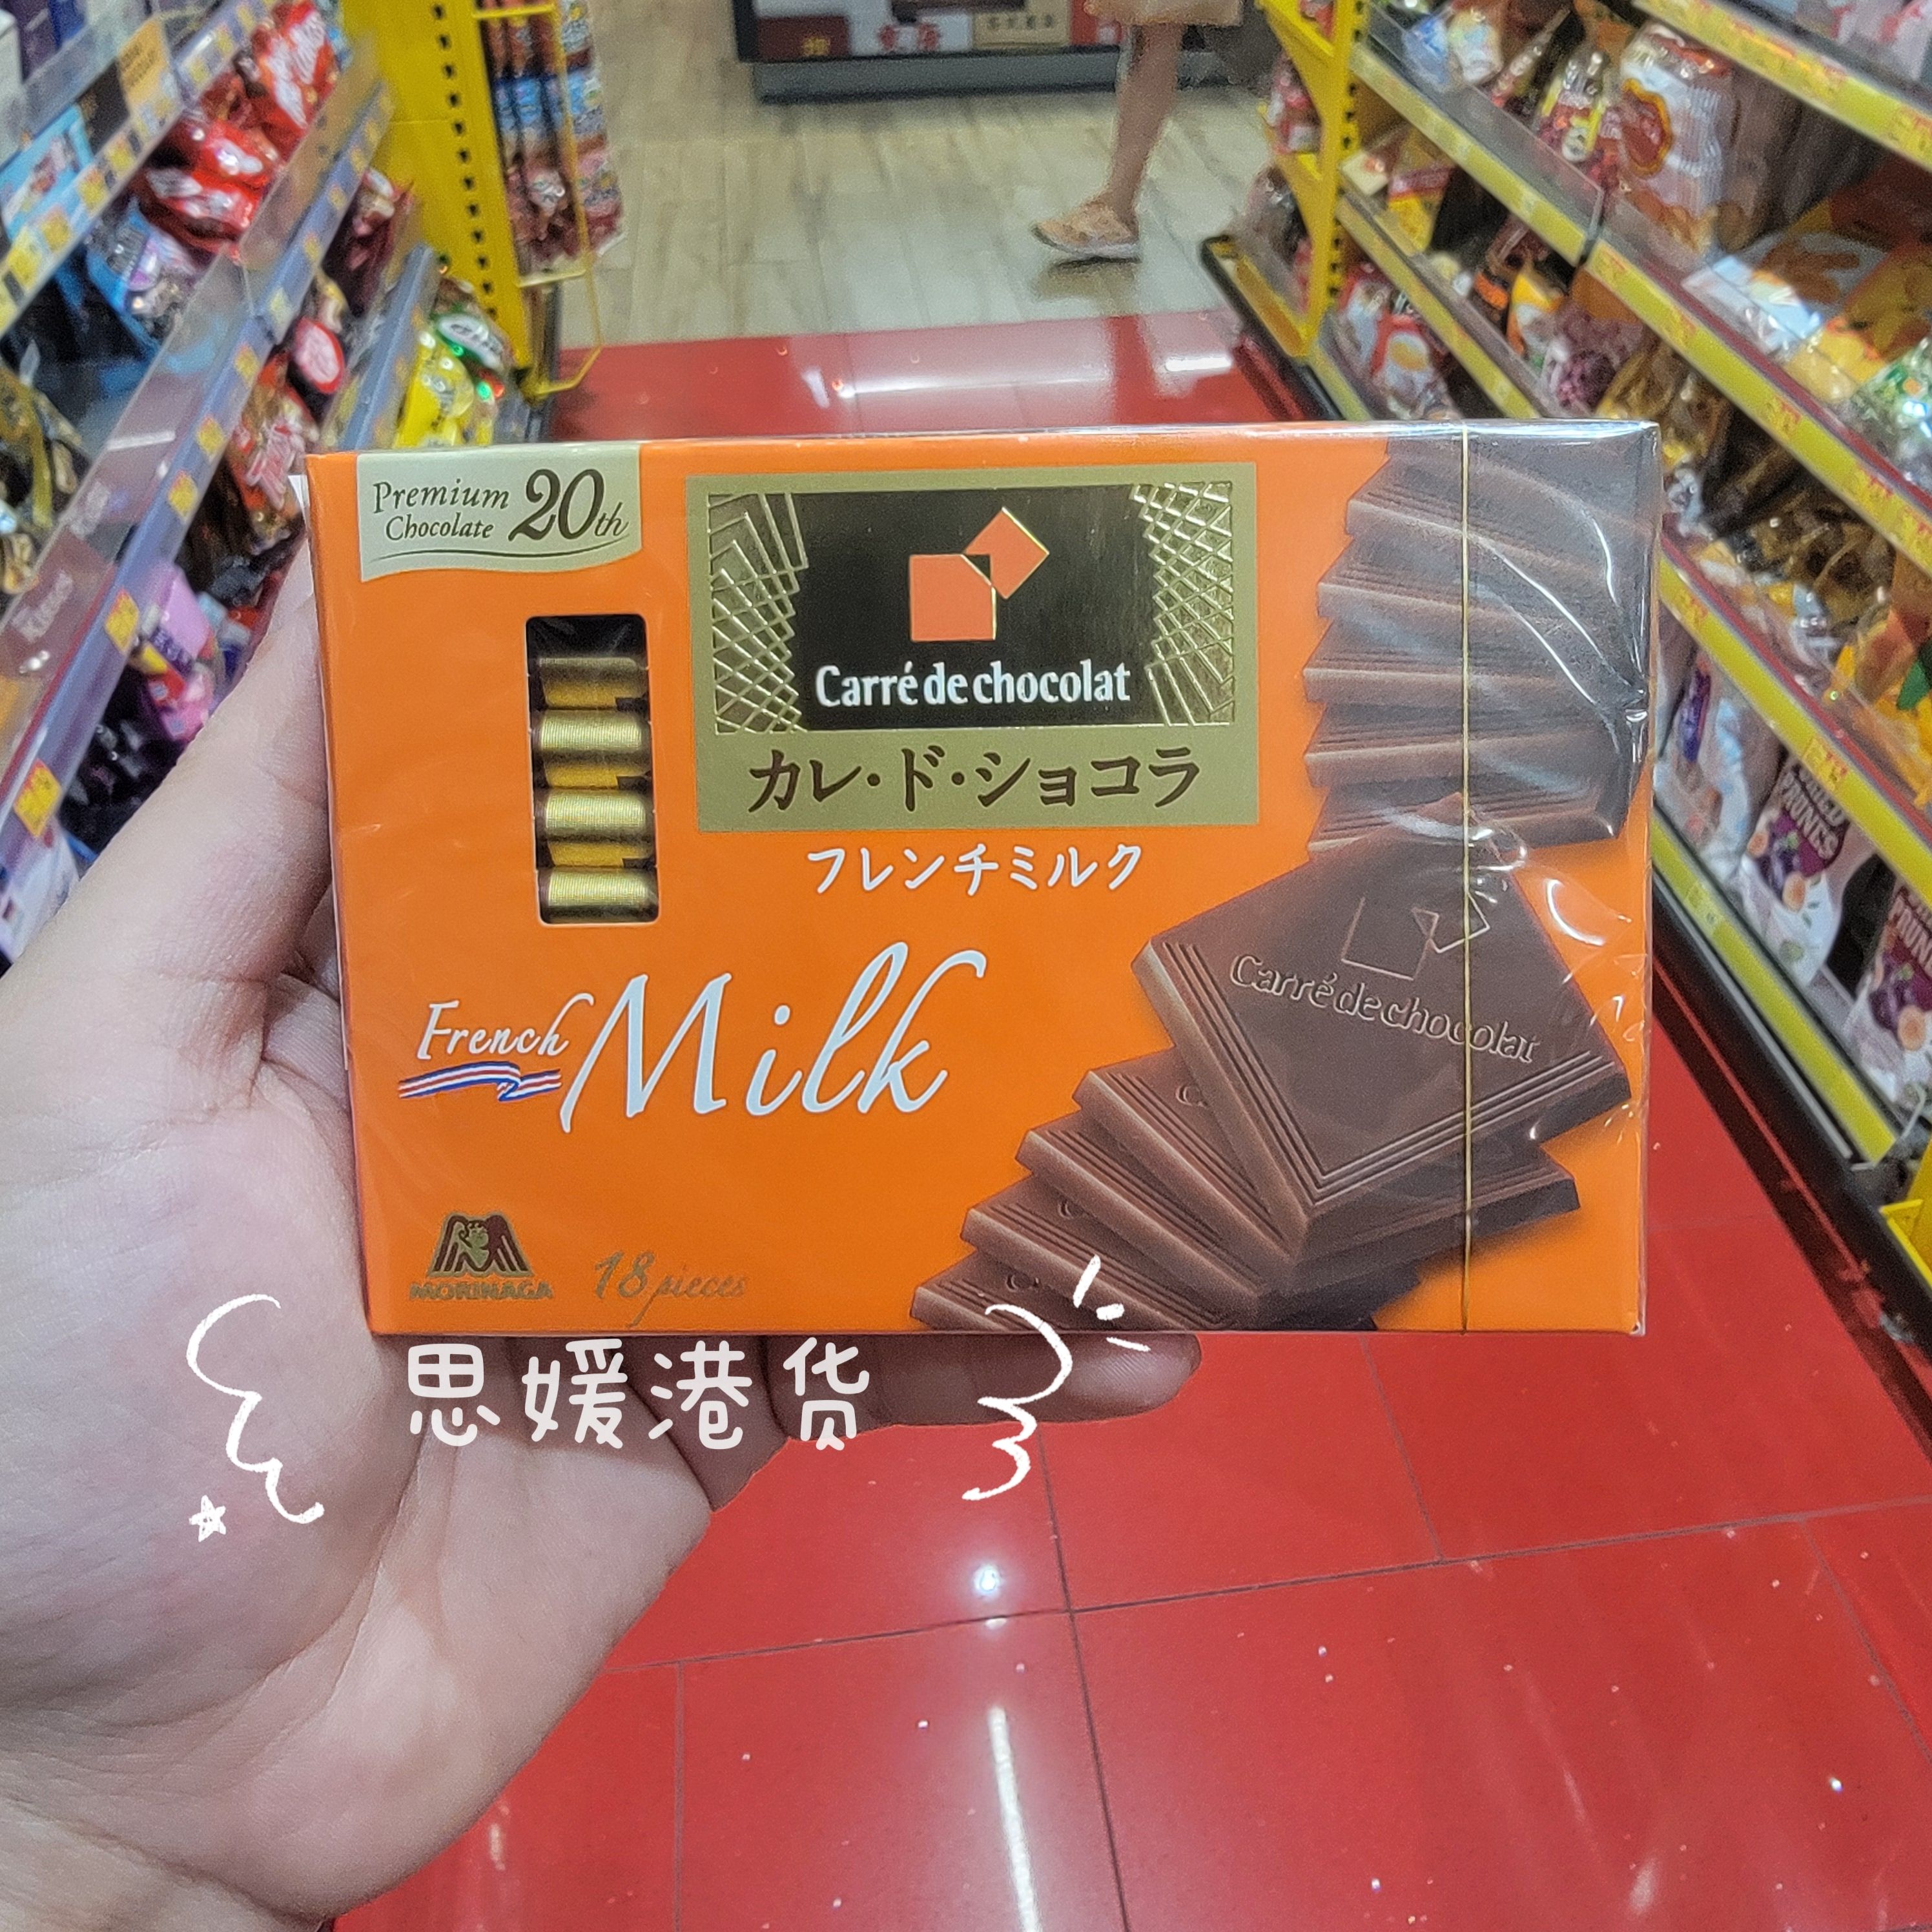 Premium
Chocolate
20th
Carré de chocolat
カレ・ド・ショコラ
フレンチミルク
French
Milk
Carré de chocolat
MORINAGA
18 pieces
思媛港货